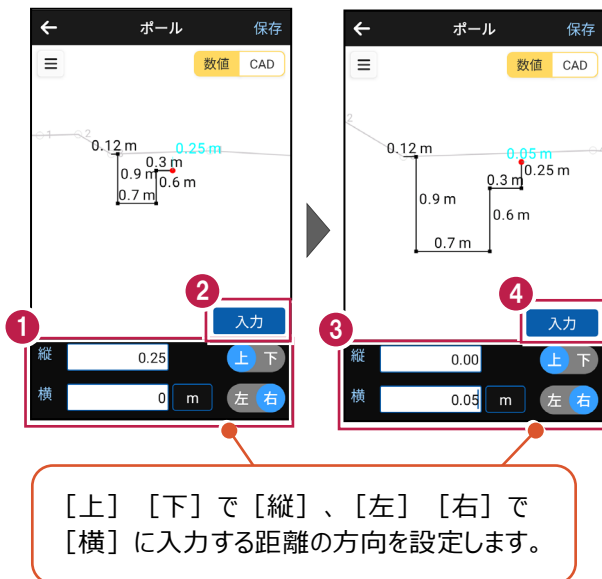 ← ポール 保存
≡ 数値 CAD
1 2
0.12 m 0.25 m
0.3 m
0.9 m 0.6 m
0.7 m
2
入力
1
縦 0.25 上 下
横 0 m 左 右
← ポール 保存
≡ 数値 CAD
2
0.12 m 0.05 m
0.25 m
0.3 m
0.9 m
0.6 m
0.7 m
4
入力
3
縦 0.00 上 下
横 0.05 m 左 右
［上］［下］で［縦］、［左］［右］で
［横］に入力する距離の方向を設定します。